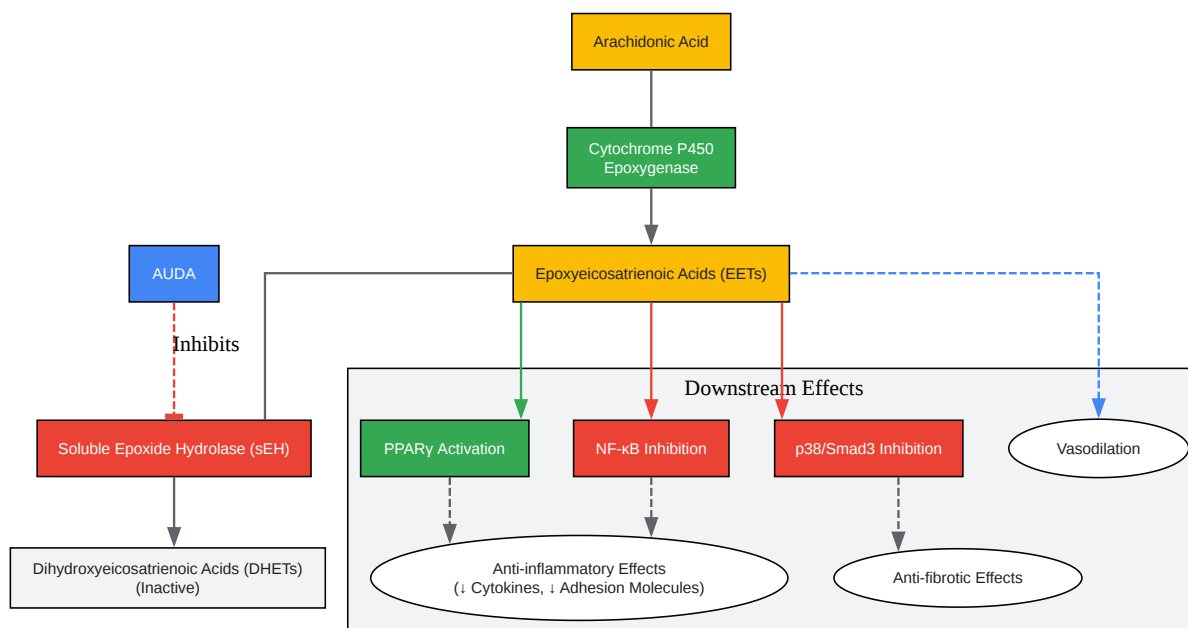 Arachidonic Acid
Cytochrome P450
Epoxygenase
AUDA
Epoxyeicosatrienoic Acids (EETs)
Inhibits
Downstream Effects
Soluble Epoxide Hydrolase (sEH)
PPARγ Activation
NF-κB Inhibition
p38/Smad3 Inhibition
Vasodilation
Dihydroxyeicosatrienoic Acids (DHETs)
(Inactive)
Anti-inflammatory Effects
(↓ Cytokines, ↓ Adhesion Molecules)
Anti-fibrotic Effects